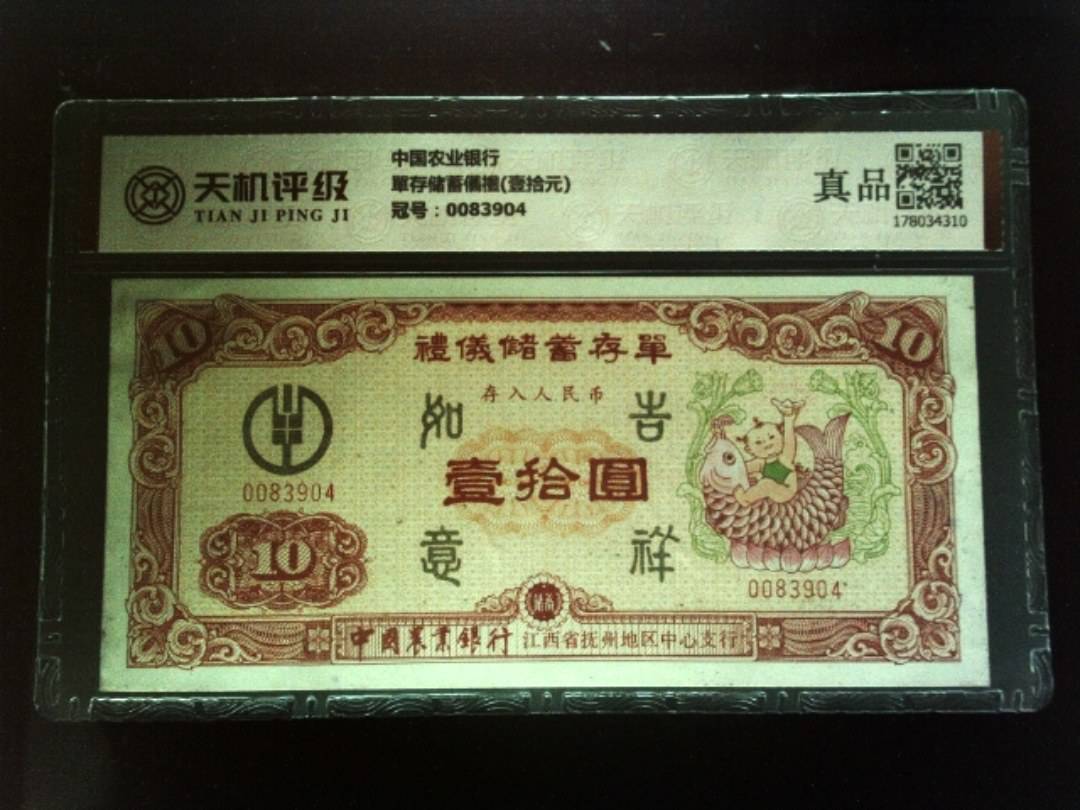 天机评级
TIAN JI PING JI
中国农业银行
單存儲蓄儀禮(壹拾元)
冠号：0083904
真品
178034310
10
10
禮儀儲蓄存單
存入人民币
如
吉
壹拾圓
意
祥
0083904
10
0083904
中國農業銀行 江西省抚州地区中心支行